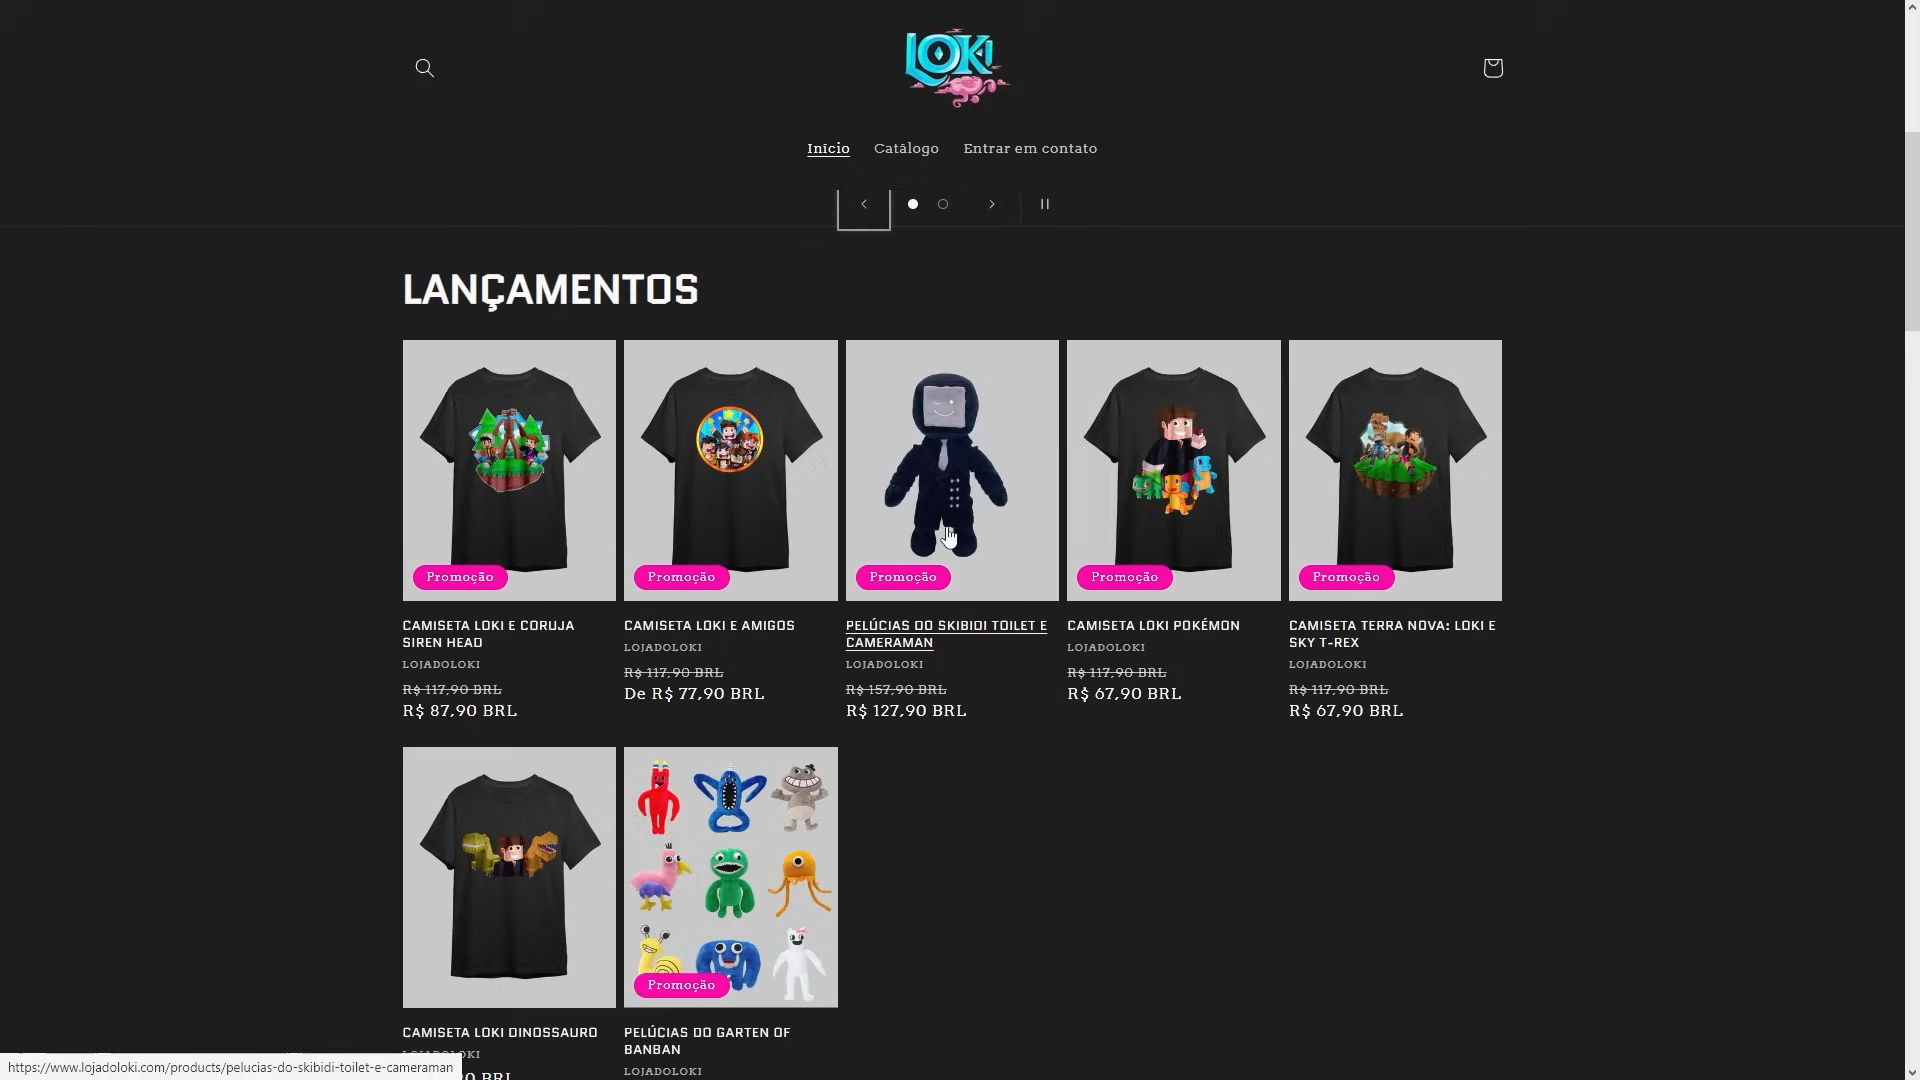 LOKI
Início
Catálogo
Entrar em contato
LANÇAMENTOS
Promoção
Promoção
Promoção
Promoção
Promoção
CAMISETA LOKI E CORUJA
SIREN HEAD
LOJADOLOKI
R$ 117,90 BRL
R$ 87,90 BRL
CAMISETA LOKI E AMIGOS
LOJADOLOKI
R$ 117,90 BRL
De R$ 77,90 BRL
PELÚCIAS DO SKIBIDI TOILET E
CAMERAMAN
LOJADOLOKI
R$ 157,90 BRL
R$ 127,90 BRL
CAMISETA LOKI POKÉMON
LOJADOLOKI
R$ 117,90 BRL
R$ 67,90 BRL
CAMISETA TERRA NOVA: LOKI E
SKY T-REX
LOJADOLOKI
R$ 117,90 BRL
R$ 67,90 BRL
Promoção
CAMISETA LOKI DINOSSAURO
LOJADOLOKI
BRL
PELÚCIAS DO GARTEN OF
BANBAN
LOJADOLOKI
https://www.lojadoloki.com/products/pelucias-do-skibidi-toilet-e-cameraman